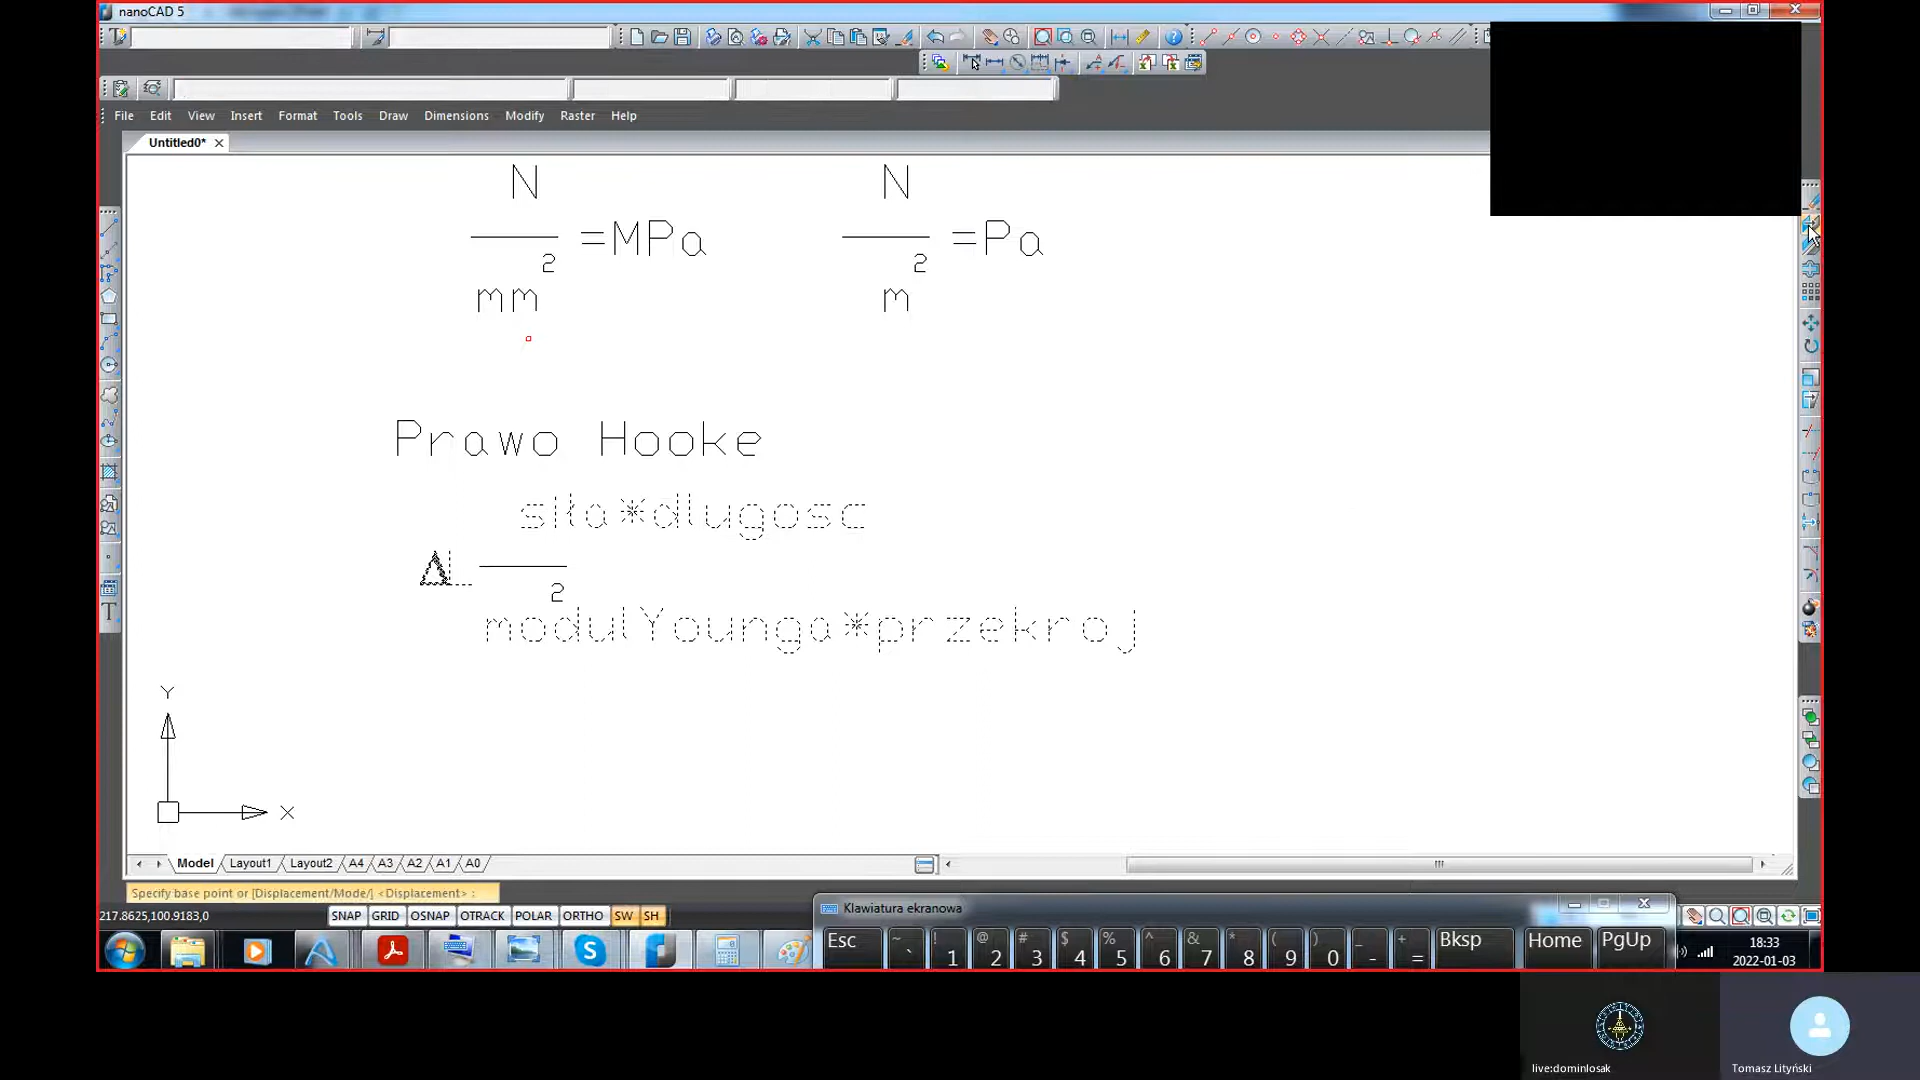 nanoCAD 5
File Edit View Insert Format Tools Draw Dimensions Modify Raster Help
Untitled0*
N
=MPa
2
mm
N
=Pa
2
m
Prawo Hooke
siła*dlugosc
ΔL
2
modulYounga*przekroj
Y
X
Model Layout1 Layout2 A4 A3 A2 A1 A0
Specify base point or [Displacement/Mode/] <Displacement> :
217.8625,100.9183,0
SNAP GRID OSNAP OTRACK POLAR ORTHO SW SH
Klawiatura ekranowa
Esc ~ ` ! 1 @ 2 # 3 $ 4 % 5 ^ 6 & 7 * 8 ( 9 ) 0 _ - + = Bksp Home PgUp
18:33
2022-01-03
live:dominlosak
Tomasz Lityński